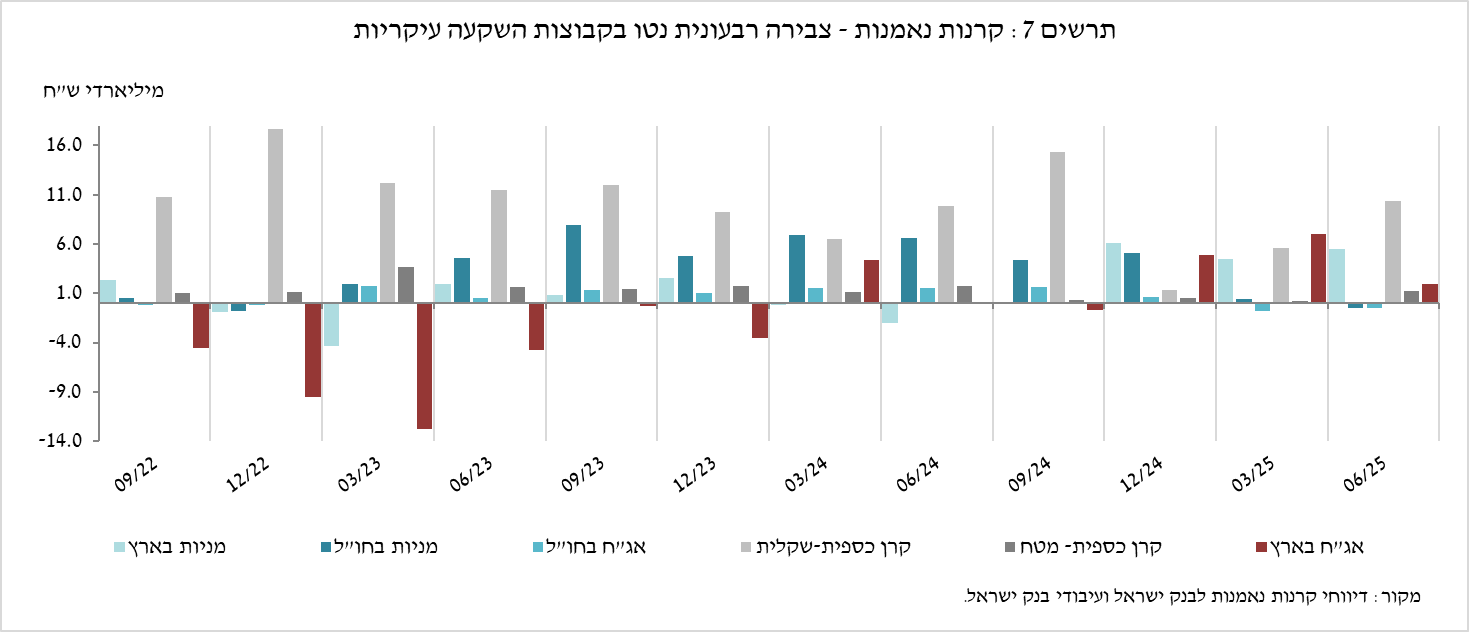 תרשים 7 : קרנות נאמנות - צבירה רבעונית נטו בקבוצות השקעה עיקריות
מיליארדי ש"ח
16.0
11.0
6.0
1.0
-4.0
-9.0
-14.0
09/22 12/22 03/23 06/23 09/23 12/23 03/24 06/24 09/24 12/24 03/25 06/25
מניות בארץ מניות בחו"ל אג"ח בחו"ל קרן כספית-שקלית קרן כספית- מטח אג"ח בארץ
מקור : דיווחי קרנות נאמנות לבנק ישראל ועיבודי בנק ישראל.